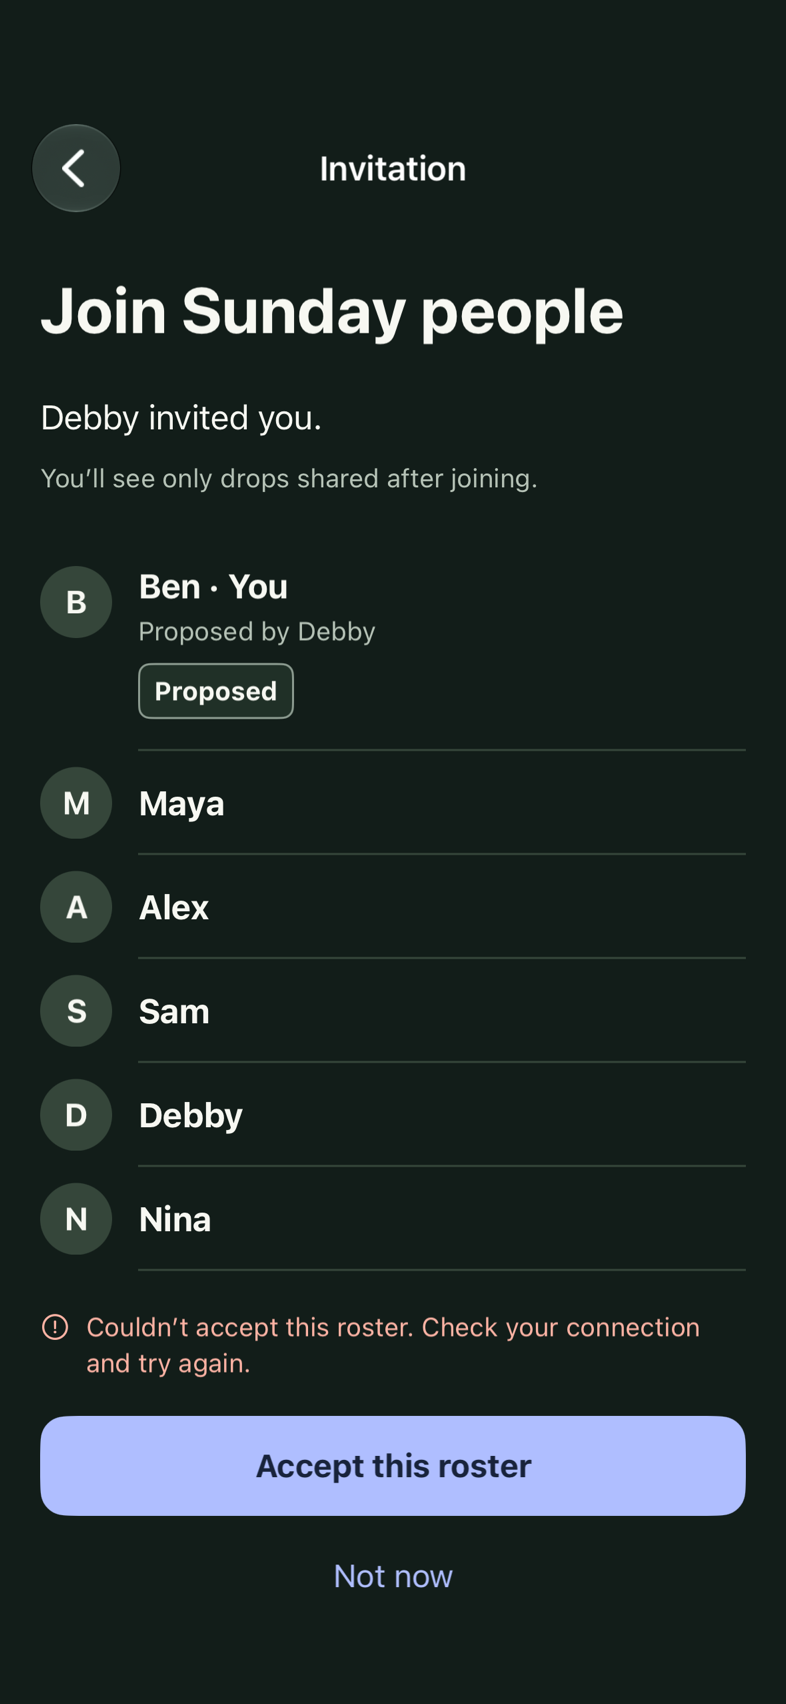 Invitation
Join Sunday people
Debby invited you.
You’ll see only drops shared after joining.
B
Ben · You
Proposed by Debby
Proposed
M
Maya
A
Alex
S
Sam
D
Debby
N
Nina
Couldn’t accept this roster. Check your connection
and try again.
Accept this roster
Not now